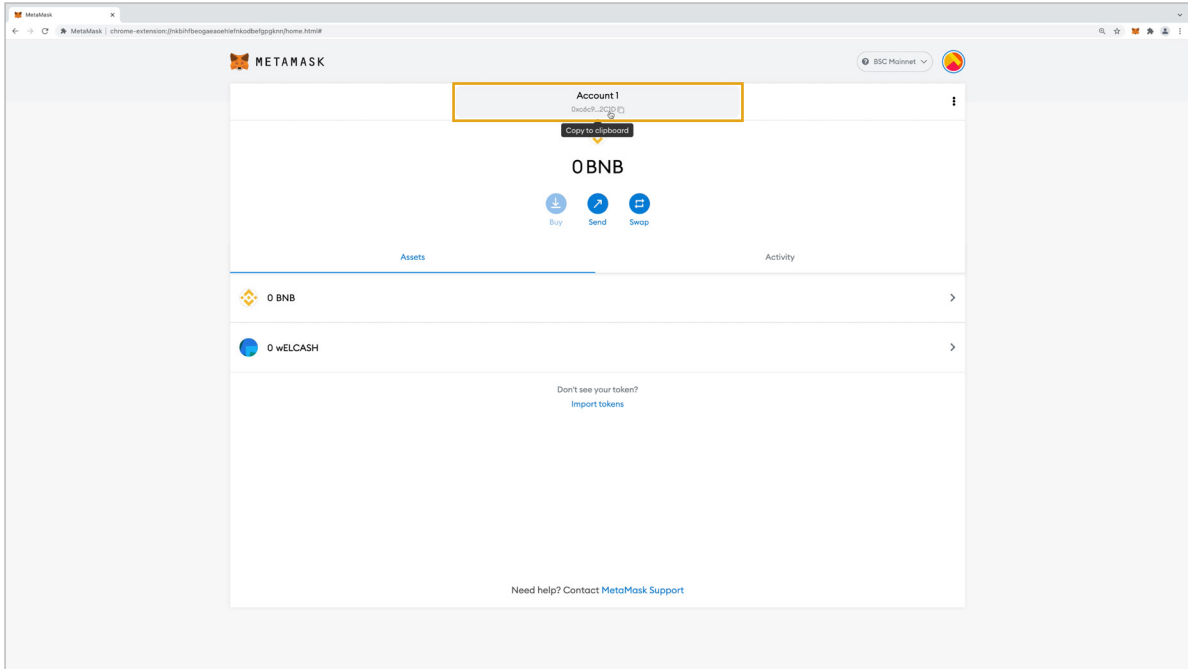 MetaMask
MetaMask chrome-extension://nkbihfbeogaeaoehlefnkodbefgpgknn/home.html#
METAMASK
BSC Mainnet
Account 1
Copy to clipboard
0 BNB
Buy Send Swap
Assets Activity
0 BNB
0 wELCASH
Don't see your token?
Import tokens
Need help? Contact MetaMask Support